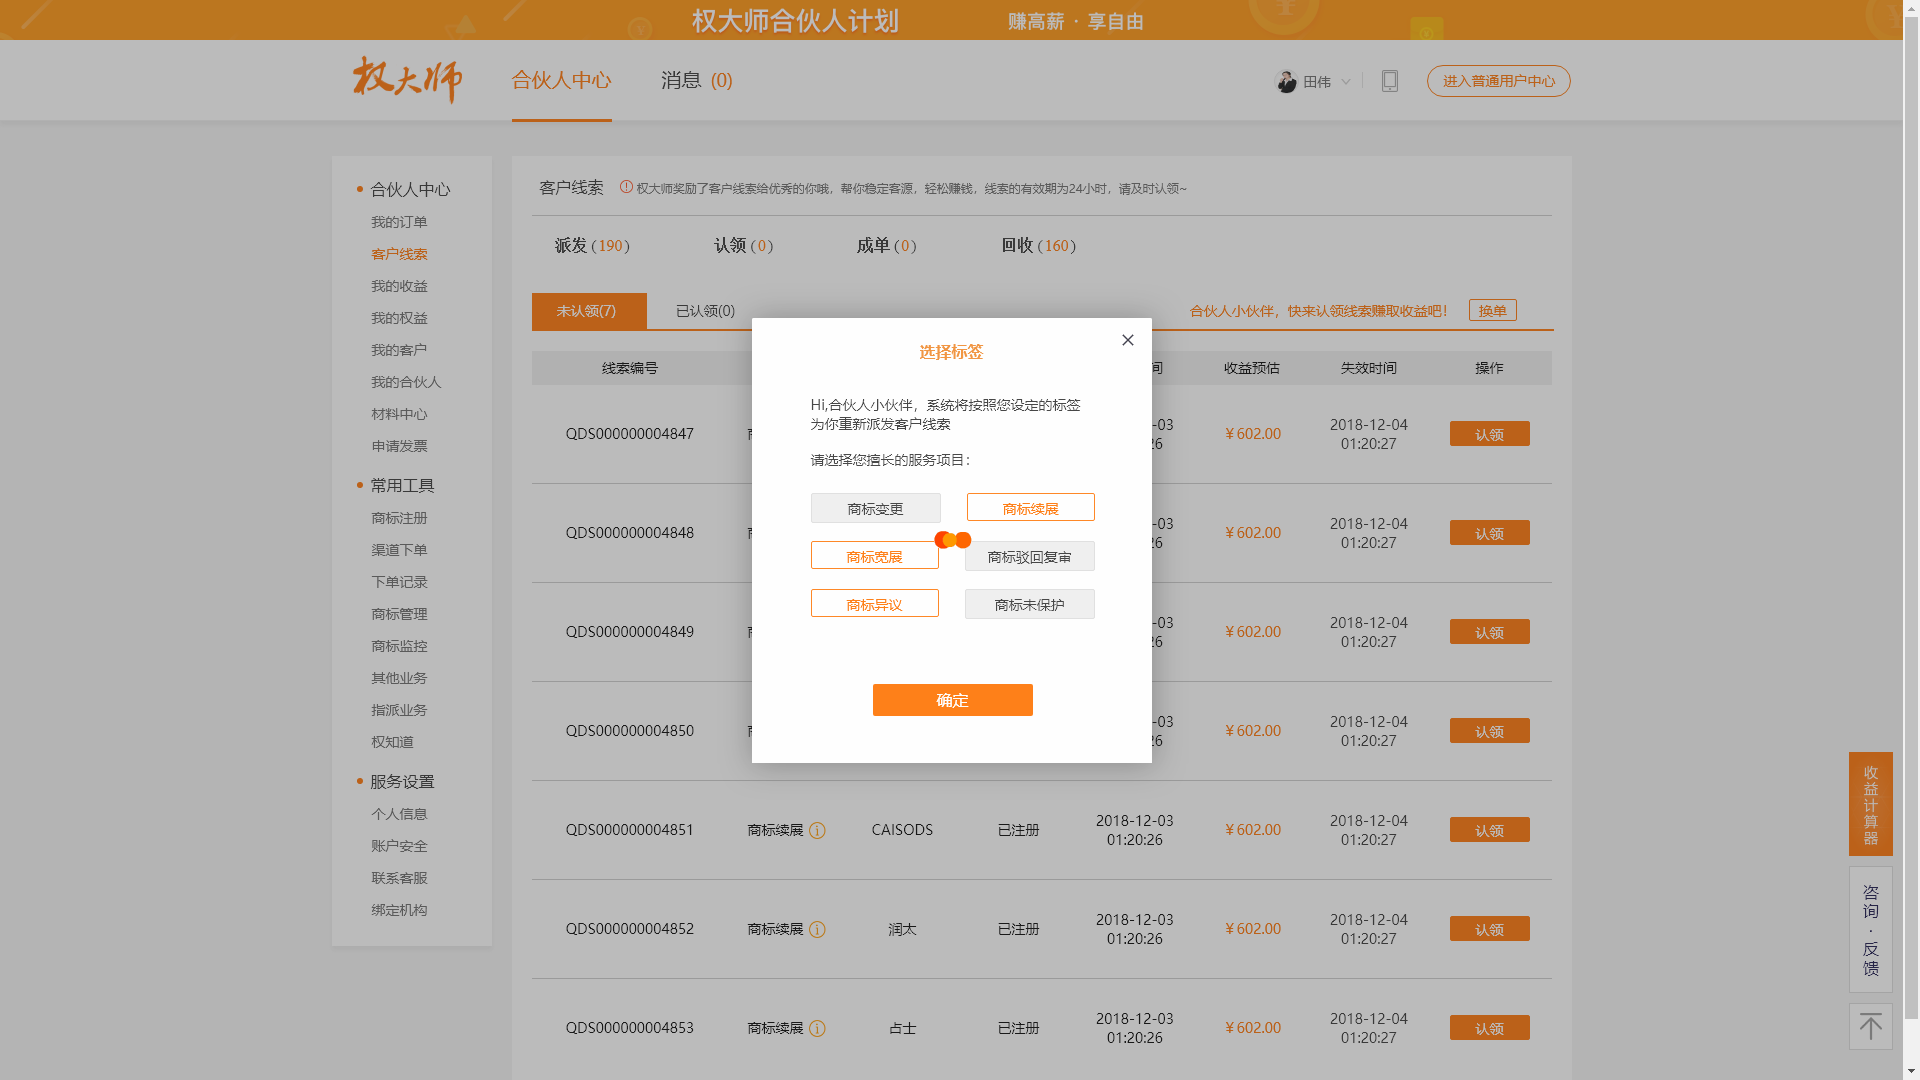 权大师合伙人计划 赚高薪 · 享自由
权大师 合伙人中心 消息 (0) 田伟 进入普通用户中心
合伙人中心
我的订单
客户线索
我的收益
我的权益
我的客户
我的合伙人
材料中心
申请发票
常用工具
商标注册
渠道下单
下单记录
商标管理
商标监控
其他业务
指派业务
权知道
服务设置
个人信息
账户安全
联系客服
绑定机构
客户线索 权大师奖励了客户线索给优秀的你哦，帮你稳定客源，轻松赚钱，线索的有效期为24小时，请及时认领~
派发 (190) 认领 (0) 成单 (0) 回收 (160)
未认领(7) 已认领(0) 合伙人小伙伴，快来认领线索赚取收益吧！ 换单
线索编号 间 收益预估 失效时间 操作
QDS000000004847 -03 ￥602.00 2018-12-04 01:20:27 认领
QDS000000004848 -03 ￥602.00 2018-12-04 01:20:27 认领
QDS000000004849 -03 ￥602.00 2018-12-04 01:20:27 认领
QDS000000004850 -03 ￥602.00 2018-12-04 01:20:27 认领
QDS000000004851 商标续展 CAISODS 已注册 2018-12-03 01:20:26 ￥602.00 2018-12-04 01:20:27 认领
QDS000000004852 商标续展 润太 已注册 2018-12-03 01:20:26 ￥602.00 2018-12-04 01:20:27 认领
QDS000000004853 商标续展 占士 已注册 2018-12-03 01:20:26 ￥602.00 2018-12-04 01:20:27 认领
选择标签
Hi,合伙人小伙伴，系统将按照您设定的标签
为你重新派发客户线索
请选择您擅长的服务项目：
商标变更 商标续展
商标宽展 商标驳回复审
商标异议 商标未保护
确定
收益计算器
咨询·反馈